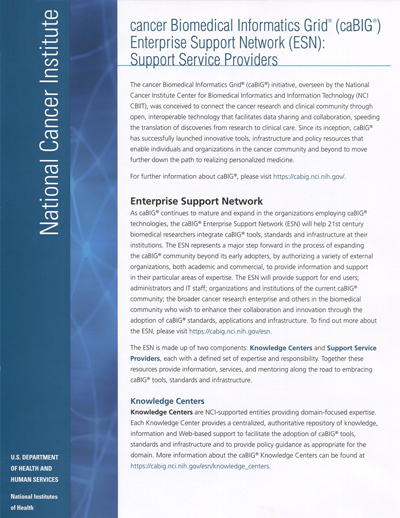 National Cancer Institute
cancer Biomedical Informatics Grid® (caBIG®)
Enterprise Support Network (ESN):
Support Service Providers
The cancer Biomedical Informatics Grid® (caBIG®) initiative, overseen by the National
Cancer Institute Center for Biomedical Informatics and Information Technology (NCI
CBIIT), was conceived to connect the cancer research and clinical community through
open, interoperable technology that facilitates data sharing and collaboration, speeding
the translation of discoveries from research to clinical care. Since its inception, caBIG®
has successfully launched innovative tools, infrastructure and policy resources that
enable individuals and organizations in the cancer community and beyond to move
further down the path to realizing personalized medicine.
For further information about caBIG®, please visit https://cabig.nci.nih.gov/.
Enterprise Support Network
As caBIG® continues to mature and expand in the organizations employing caBIG®
technologies, the caBIG® Enterprise Support Network (ESN) will help 21st century
biomedical researchers integrate caBIG® tools, standards and infrastructure at their
institutions. The ESN represents a major step forward in the process of expanding
the caBIG® community beyond its early adopters, by authorizing a variety of external
organizations, both academic and commercial, to provide information and support
in their particular areas of expertise. The ESN will provide support for end users;
administrators and IT staff; organizations and institutions of the current caBIG®
community; the broader cancer research enterprise and others in the biomedical
community who wish to enhance their collaboration and innovation through the
adoption of caBIG® standards, applications and infrastructure. To find out more about
the ESN, please visit https://cabig.nci.nih.gov/esn.
The ESN is made up of two components: Knowledge Centers and Support Service
Providers, each with a defined set of expertise and responsibility. Together these
resources provide information, services, and mentoring along the road to embracing
caBIG® tools, standards and infrastructure.
Knowledge Centers
Knowledge Centers are NCI-supported entities providing domain-focused expertise.
Each Knowledge Center provides a centralized, authoritative repository of knowledge,
information and Web-based support to facilitate the adoption of caBIG® tools,
standards and infrastructure and to provide policy guidance as appropriate for the
domain. More information about the caBIG® Knowledge Centers can be found at
https://cabig.nci.nih.gov/esn/knowledge_centers.
U.S. DEPARTMENT
OF HEALTH AND
HUMAN SERVICES
National Institutes
of Health